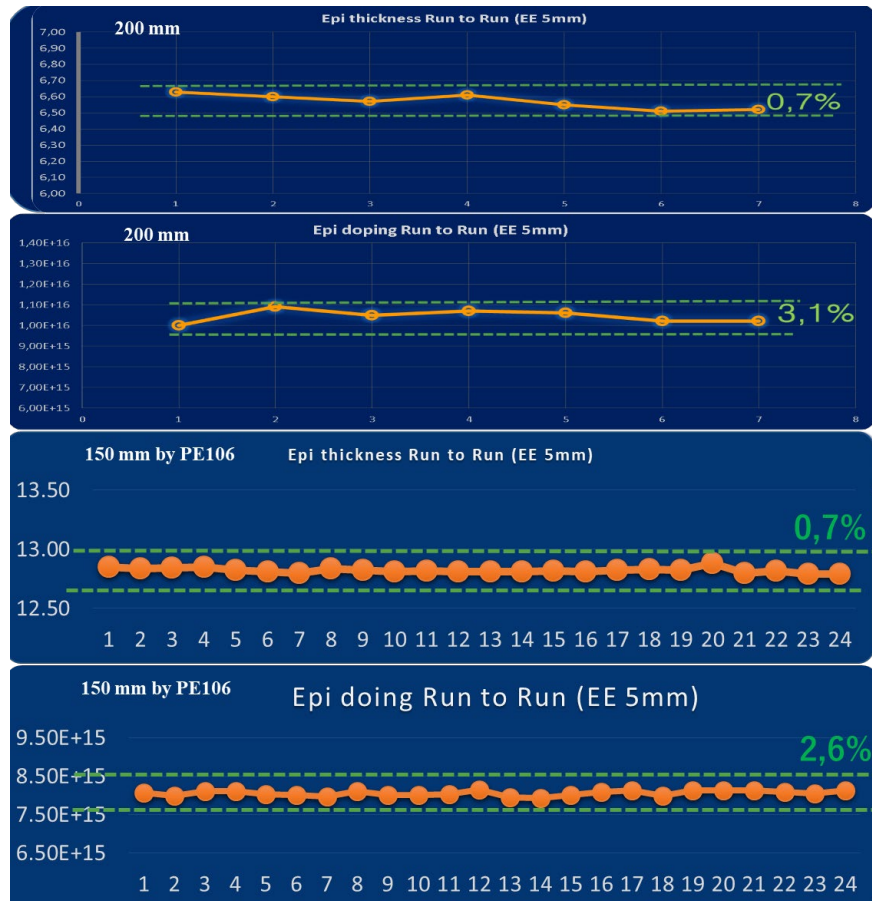 Epi thickness Run to Run (EE 5mm)
200 mm
7,00
6,90
6,80
6,70
6,60
6,50
6,40
6,30
6,20
6,10
6,00
0,7%
0 1 2 3 4 5 6 7 8
Epi doping Run to Run (EE 5mm)
200 mm
1,40E+16
1,30E+16
1,20E+16
1,10E+16
1,00E+16
9,00E+15
8,00E+15
7,00E+15
6,00E+15
3,1%
0 1 2 3 4 5 6 7 8
150 mm by PE106 Epi thickness Run to Run (EE 5mm)
13.50
13.00
12.50
0,7%
1 2 3 4 5 6 7 8 9 10 11 12 13 14 15 16 17 18 19 20 21 22 23 24
150 mm by PE106
Epi doing Run to Run (EE 5mm)
9.50E+15
8.50E+15
7.50E+15
6.50E+15
2,6%
1 2 3 4 5 6 7 8 9 10 11 12 13 14 15 16 17 18 19 20 21 22 23 24